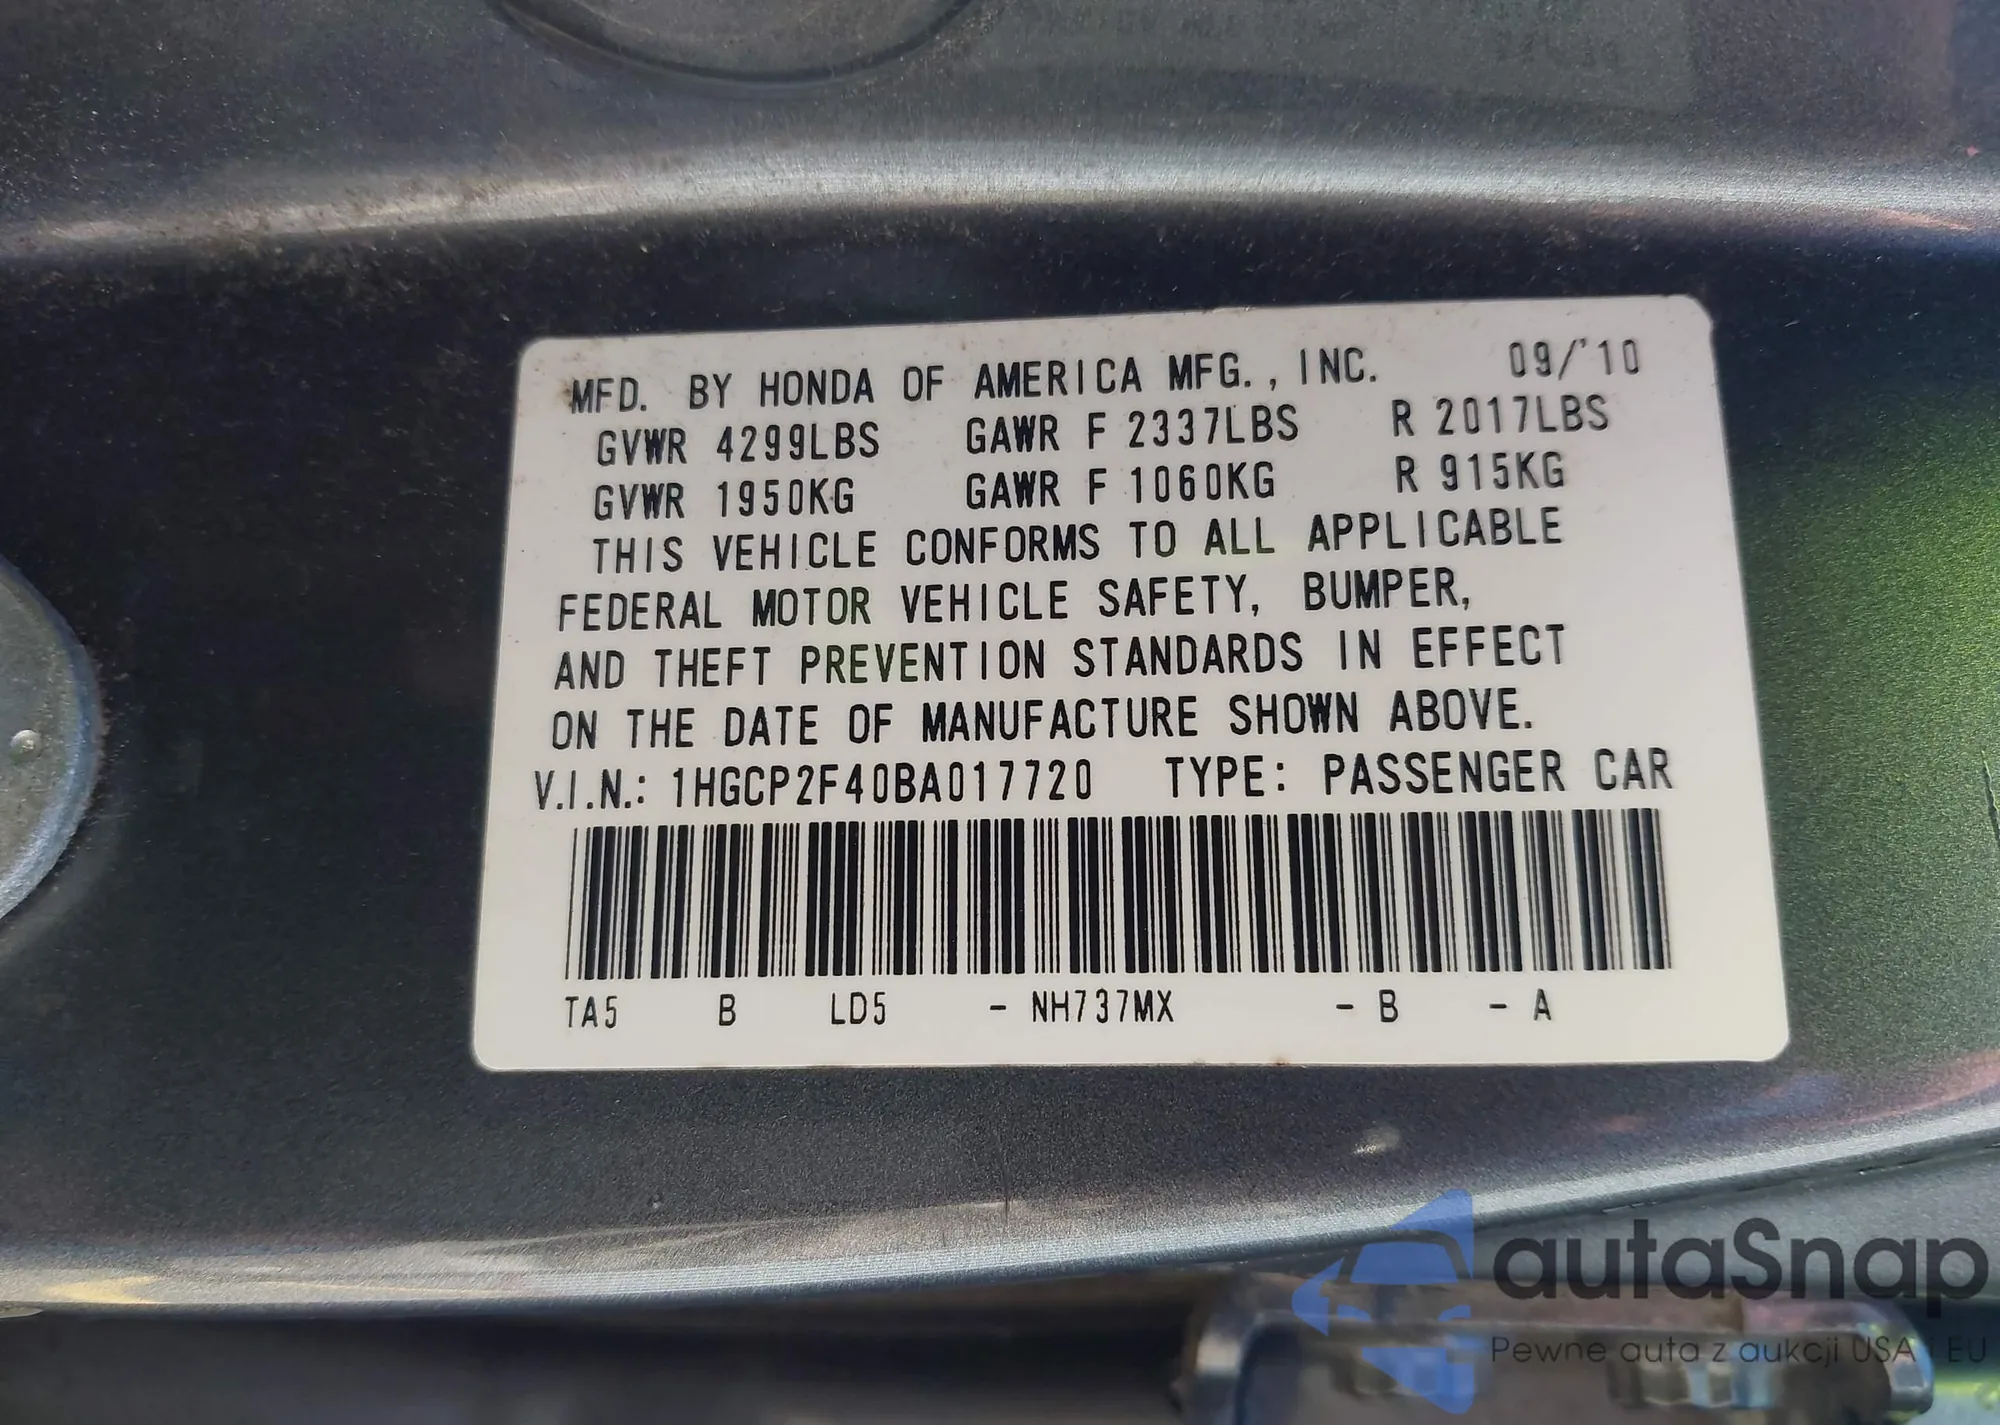 MFD. BY HONDA OF AMERICA MFG., INC. 09/'10
GVWR 4299LBS GAWR F 2337LBS R 2017LBS
GVWR 1950KG GAWR F 1060KG R 915KG
THIS VEHICLE CONFORMS TO ALL APPLICABLE
FEDERAL MOTOR VEHICLE SAFETY, BUMPER,
AND THEFT PREVENTION STANDARDS IN EFFECT
ON THE DATE OF MANUFACTURE SHOWN ABOVE.
V.I.N.: 1HGCP2F40BA017720 TYPE: PASSENGER CAR
TA5 B LD5 - NH737MX - B - A
autaSnap
Pewne auta z aukcji USA i EU